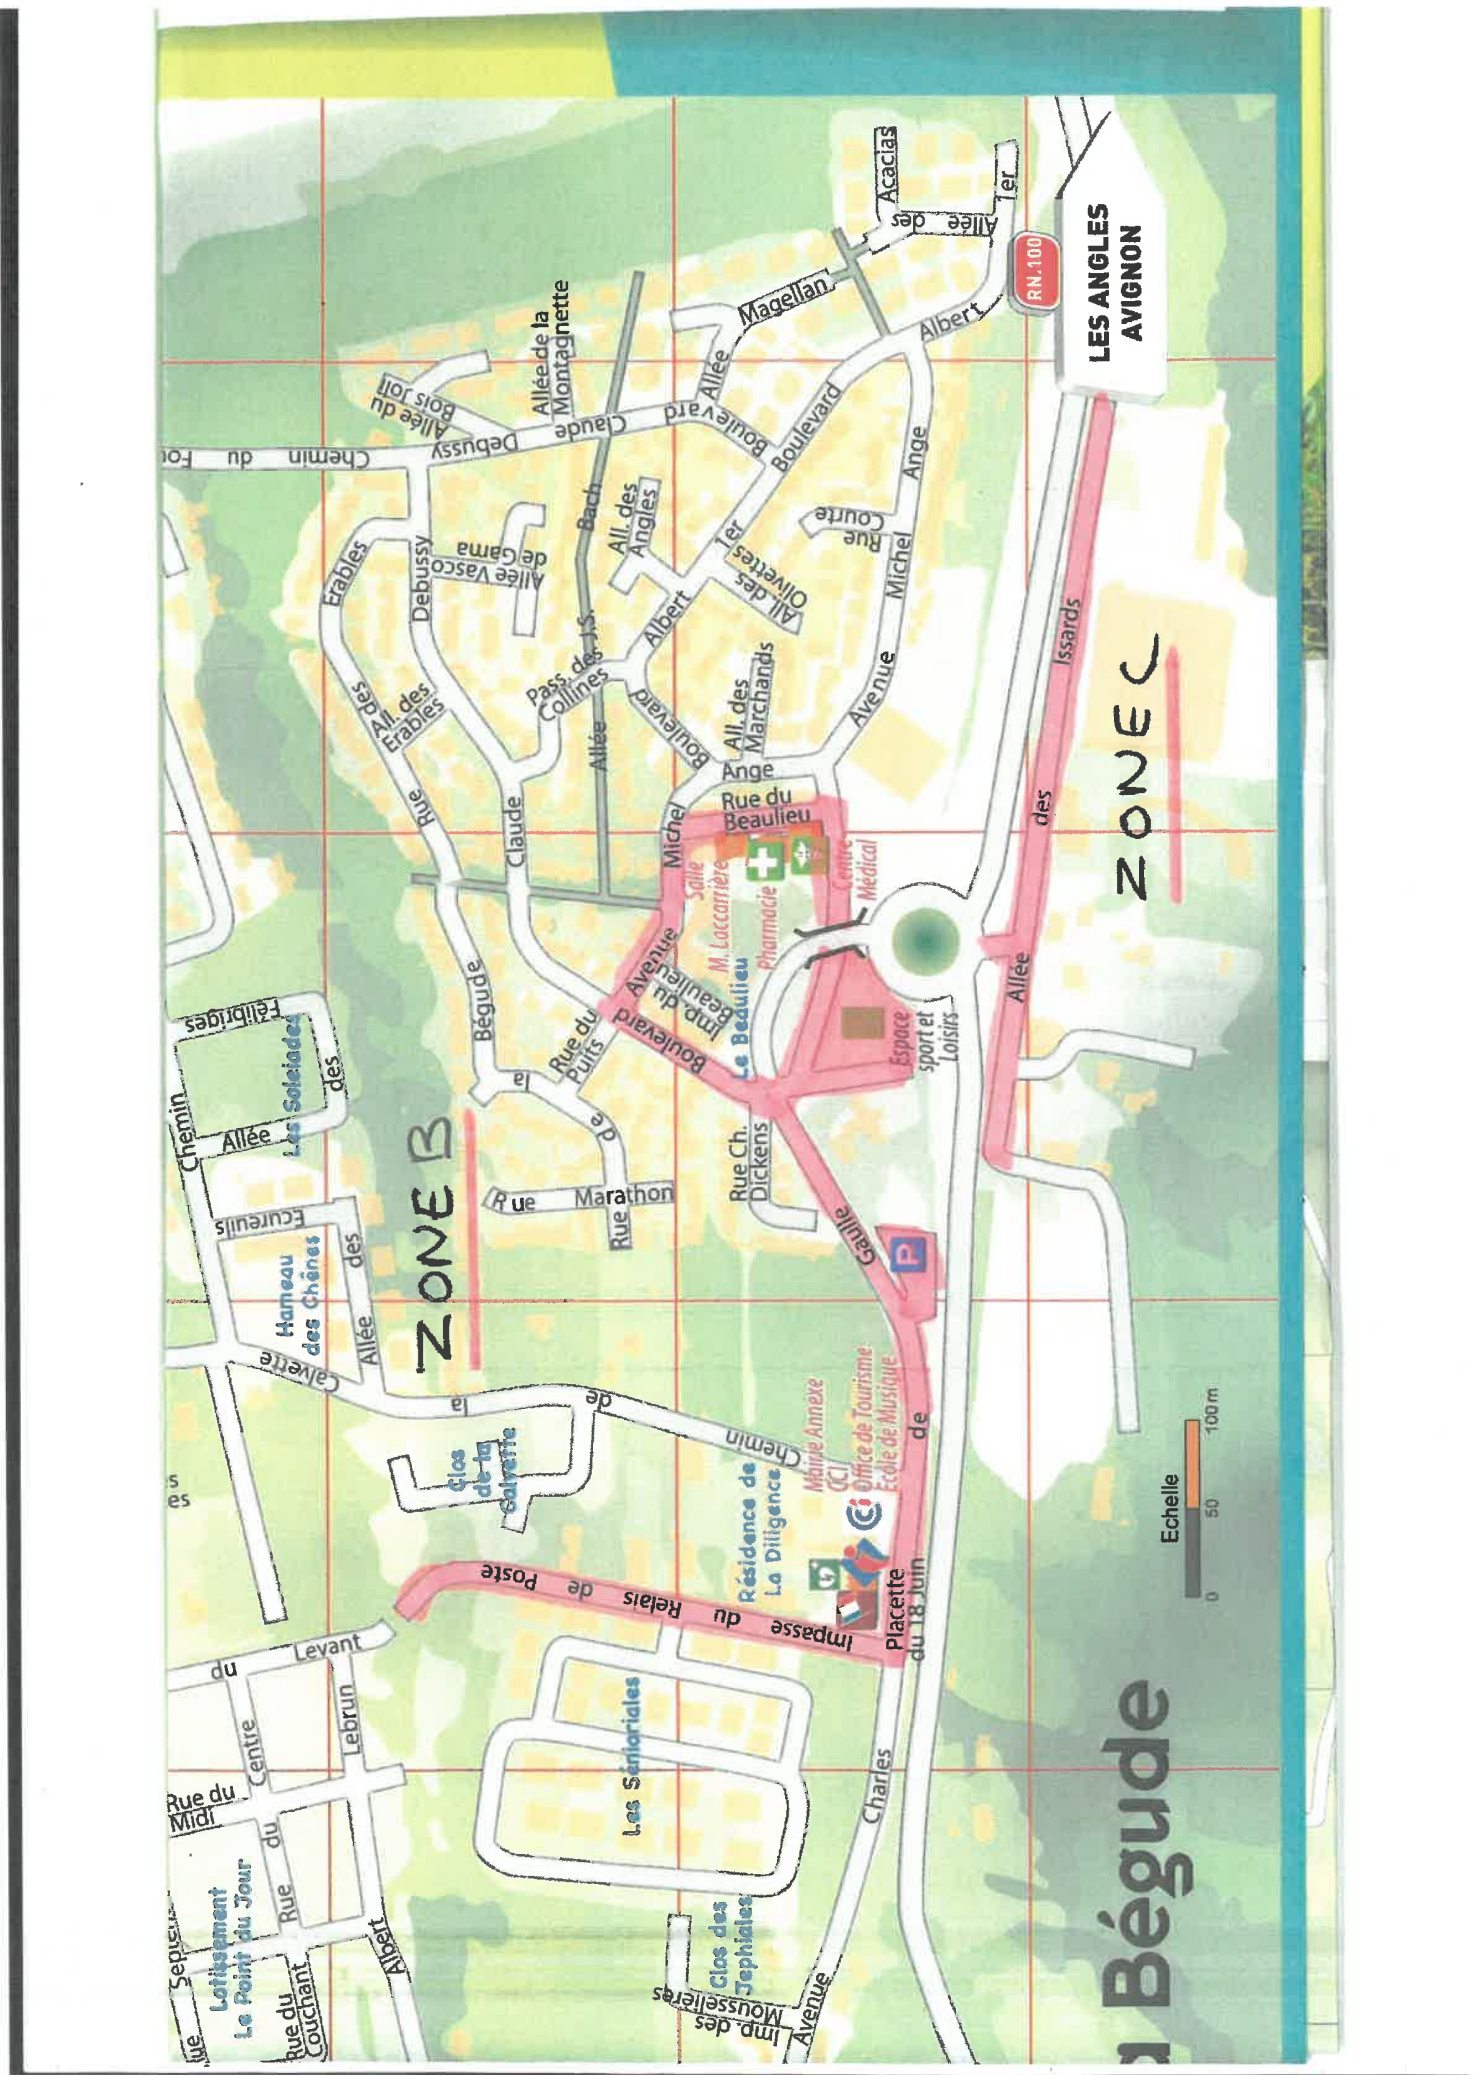 Chemin du
Allée du
Bois Joli
Allée de la
Montagnette
Debussy
Claude
Boulevard
Allée
Magellan
Allée des
Acacias
1er
Albert
Boulevard
RN.100
LES ANGLES
AVIGNON
Erables
Debussy
Allée Vasco
de Gama
Bach
All. des
Angles
1er
All. des
Olivettes
Albert
Rue
Courte
Ange
Michel
Avenue
Rue
des
All. des
Erables
Pass. des
Collines
J.S.
Allée
Boulevard
All. des
Marchands
Ange
Rue du
Beaulieu
Michel
Claude
Salle
M. Laccarrière
Pharmacie
Centre
Médical
Issards
des
Allée
ZONE C
Félibriges
des
Allée
Les Soleiades
Chemin
Bégude
la
de
Rue
Rue du
Puits
Avenue
Imp. du
Beaulieu
Le Beaulieu
Boulevard
Espace
sport et
Loisirs
Rue Ch.
Dickens
Rue Marathon
ZONE B
Ecureuils
des
Allée
Hameau
des Chênes
Calvette
la
de
Chemin
Clos
de la
Calvette
Gaulle
P
de
Charles
Avenue
Mairie Annexe
CCI
Office de Tourisme
Ecole de Musique
Résidence de
La Diligence
Impasse du Relais de Poste
Placette
du 18 Juin
Echelle
0 50 100 m
es
Levant
du
Lebrun
Albert
Centre
du
Rue
Rue du
Midi
Lotissement
Le Point du Jour
Rue du
Couchant
Les Sénioriales
Clos des
Jephiales
Imp. des
Mousselières
Bégude